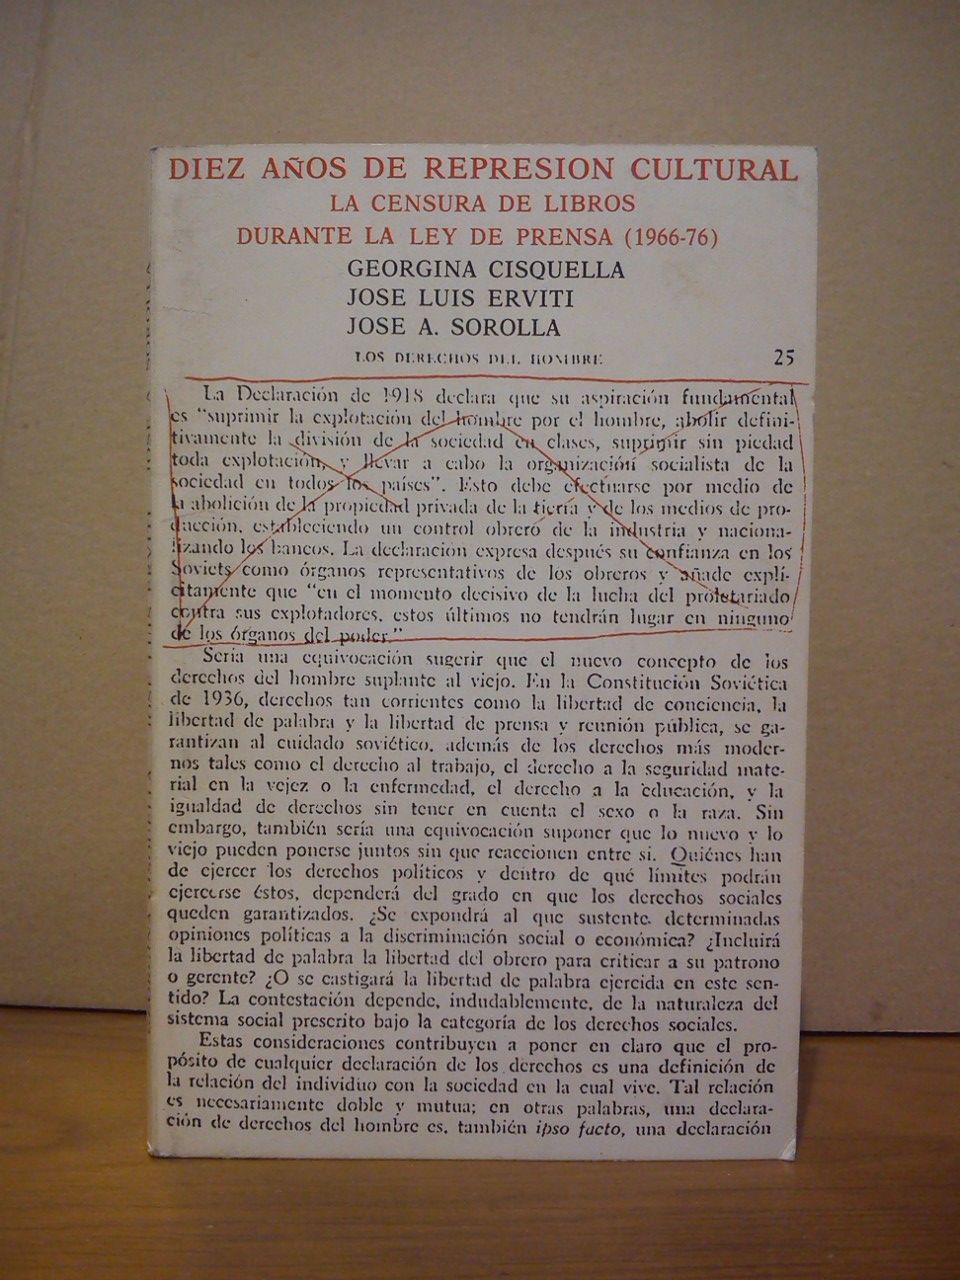 DIEZ AÑOS DE REPRESION CULTURAL
LA CENSURA DE LIBROS
DURANTE LA LEY DE PRENSA (1966-76)
GEORGINA CISQUELLA
JOSE LUIS ERVITI
JOSE A. SOROLLA
LOS DERECHOS DEL HOMBRE 25
La Declaración de 1918 declara que su aspiración fundamental
es “suprimir la explotación del hombre por el hombre, abolir defini-
tivamente la división de la sociedad en clases, suprimir sin piedad
toda explotación, y llevar a cabo la organización socialista de la
sociedad en todos los países”. Esto debe efectuarse por medio de
la abolición de la propiedad privada de la tierra y de los medios de pro-
ducción, estableciendo un control obrero de la industria y naciona-
lizando los bancos. La declaración expresa después su confianza en los
Soviets como órganos representativos de los obreros y añade explí-
citamente que “en el momento decisivo de la lucha del proletariado
contra sus explotadores, estos últimos no tendrán lugar en ninguno
de los órganos del poder.”
Sería una equivocación sugerir que el nuevo concepto de los
derechos del hombre suplante al viejo. En la Constitución Soviética
de 1936, derechos tan corrientes como la libertad de conciencia, la
libertad de palabra y la libertad de prensa y reunión pública, se ga-
rantizan al cuidado soviético, además de los derechos más moder-
nos tales como el derecho al trabajo, el derecho a la seguridad mate-
rial en la vejez o la enfermedad, el derecho a la educación, y la
igualdad de derechos sin tener en cuenta el sexo o la raza. Sin
embargo, también sería una equivocación suponer que lo nuevo y lo
viejo pueden ponerse juntos sin que reaccionen entre si. Quiénes han
de ejercer los derechos políticos y dentro de qué límites podrán
ejercerse éstos, dependerá del grado en que los derechos sociales
queden garantizados. ¿Se expondrá al que sustente determinadas
opiniones políticas a la discriminación social o económica? ¿Incluirá
la libertad de palabra la libertad del obrero para criticar a su patrono
o gerente? ¿O se castigará la libertad de palabra ejercida en este sen-
tido? La contestación depende, indudablemente, de la naturaleza del
sistema social prescrito bajo la categoría de los derechos sociales.
Estas consideraciones contribuyen a poner en claro que el pro-
pósito de cualquier declaración de los derechos es una definición de
la relación del individuo con la sociedad en la cual vive. Tal relación
es necesariamente doble y mutua; en otras palabras, una declara-
ción de derechos del hombre es, también ipso facto, una declaración